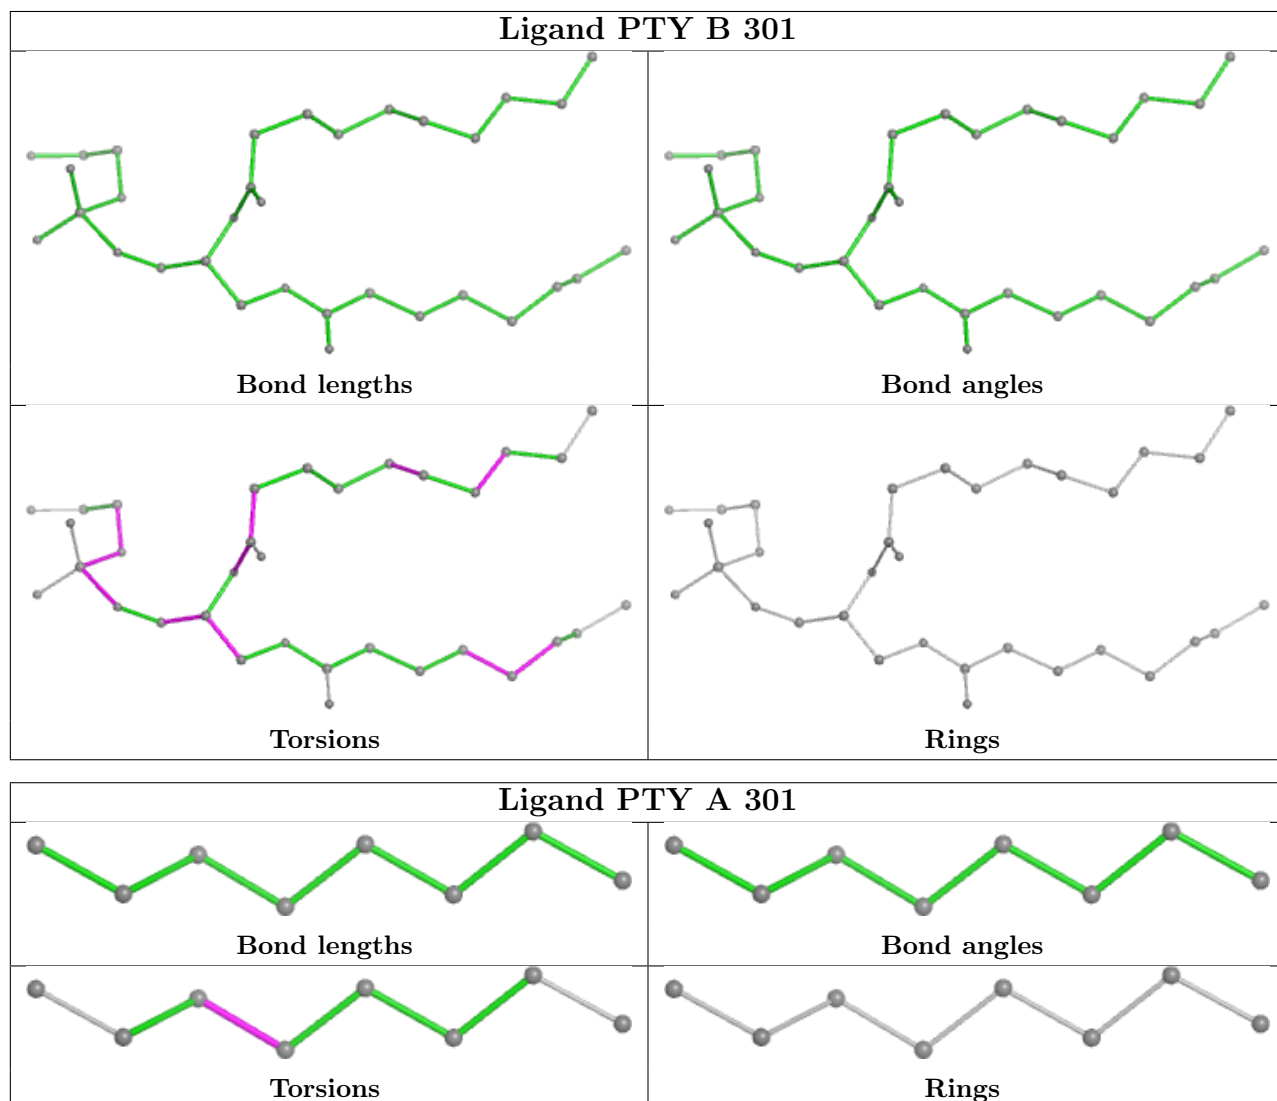 Ligand PTY B 301
Bond lengths
Bond angles
Torsions
Rings
Ligand PTY A 301
Bond lengths
Bond angles
Torsions
Rings